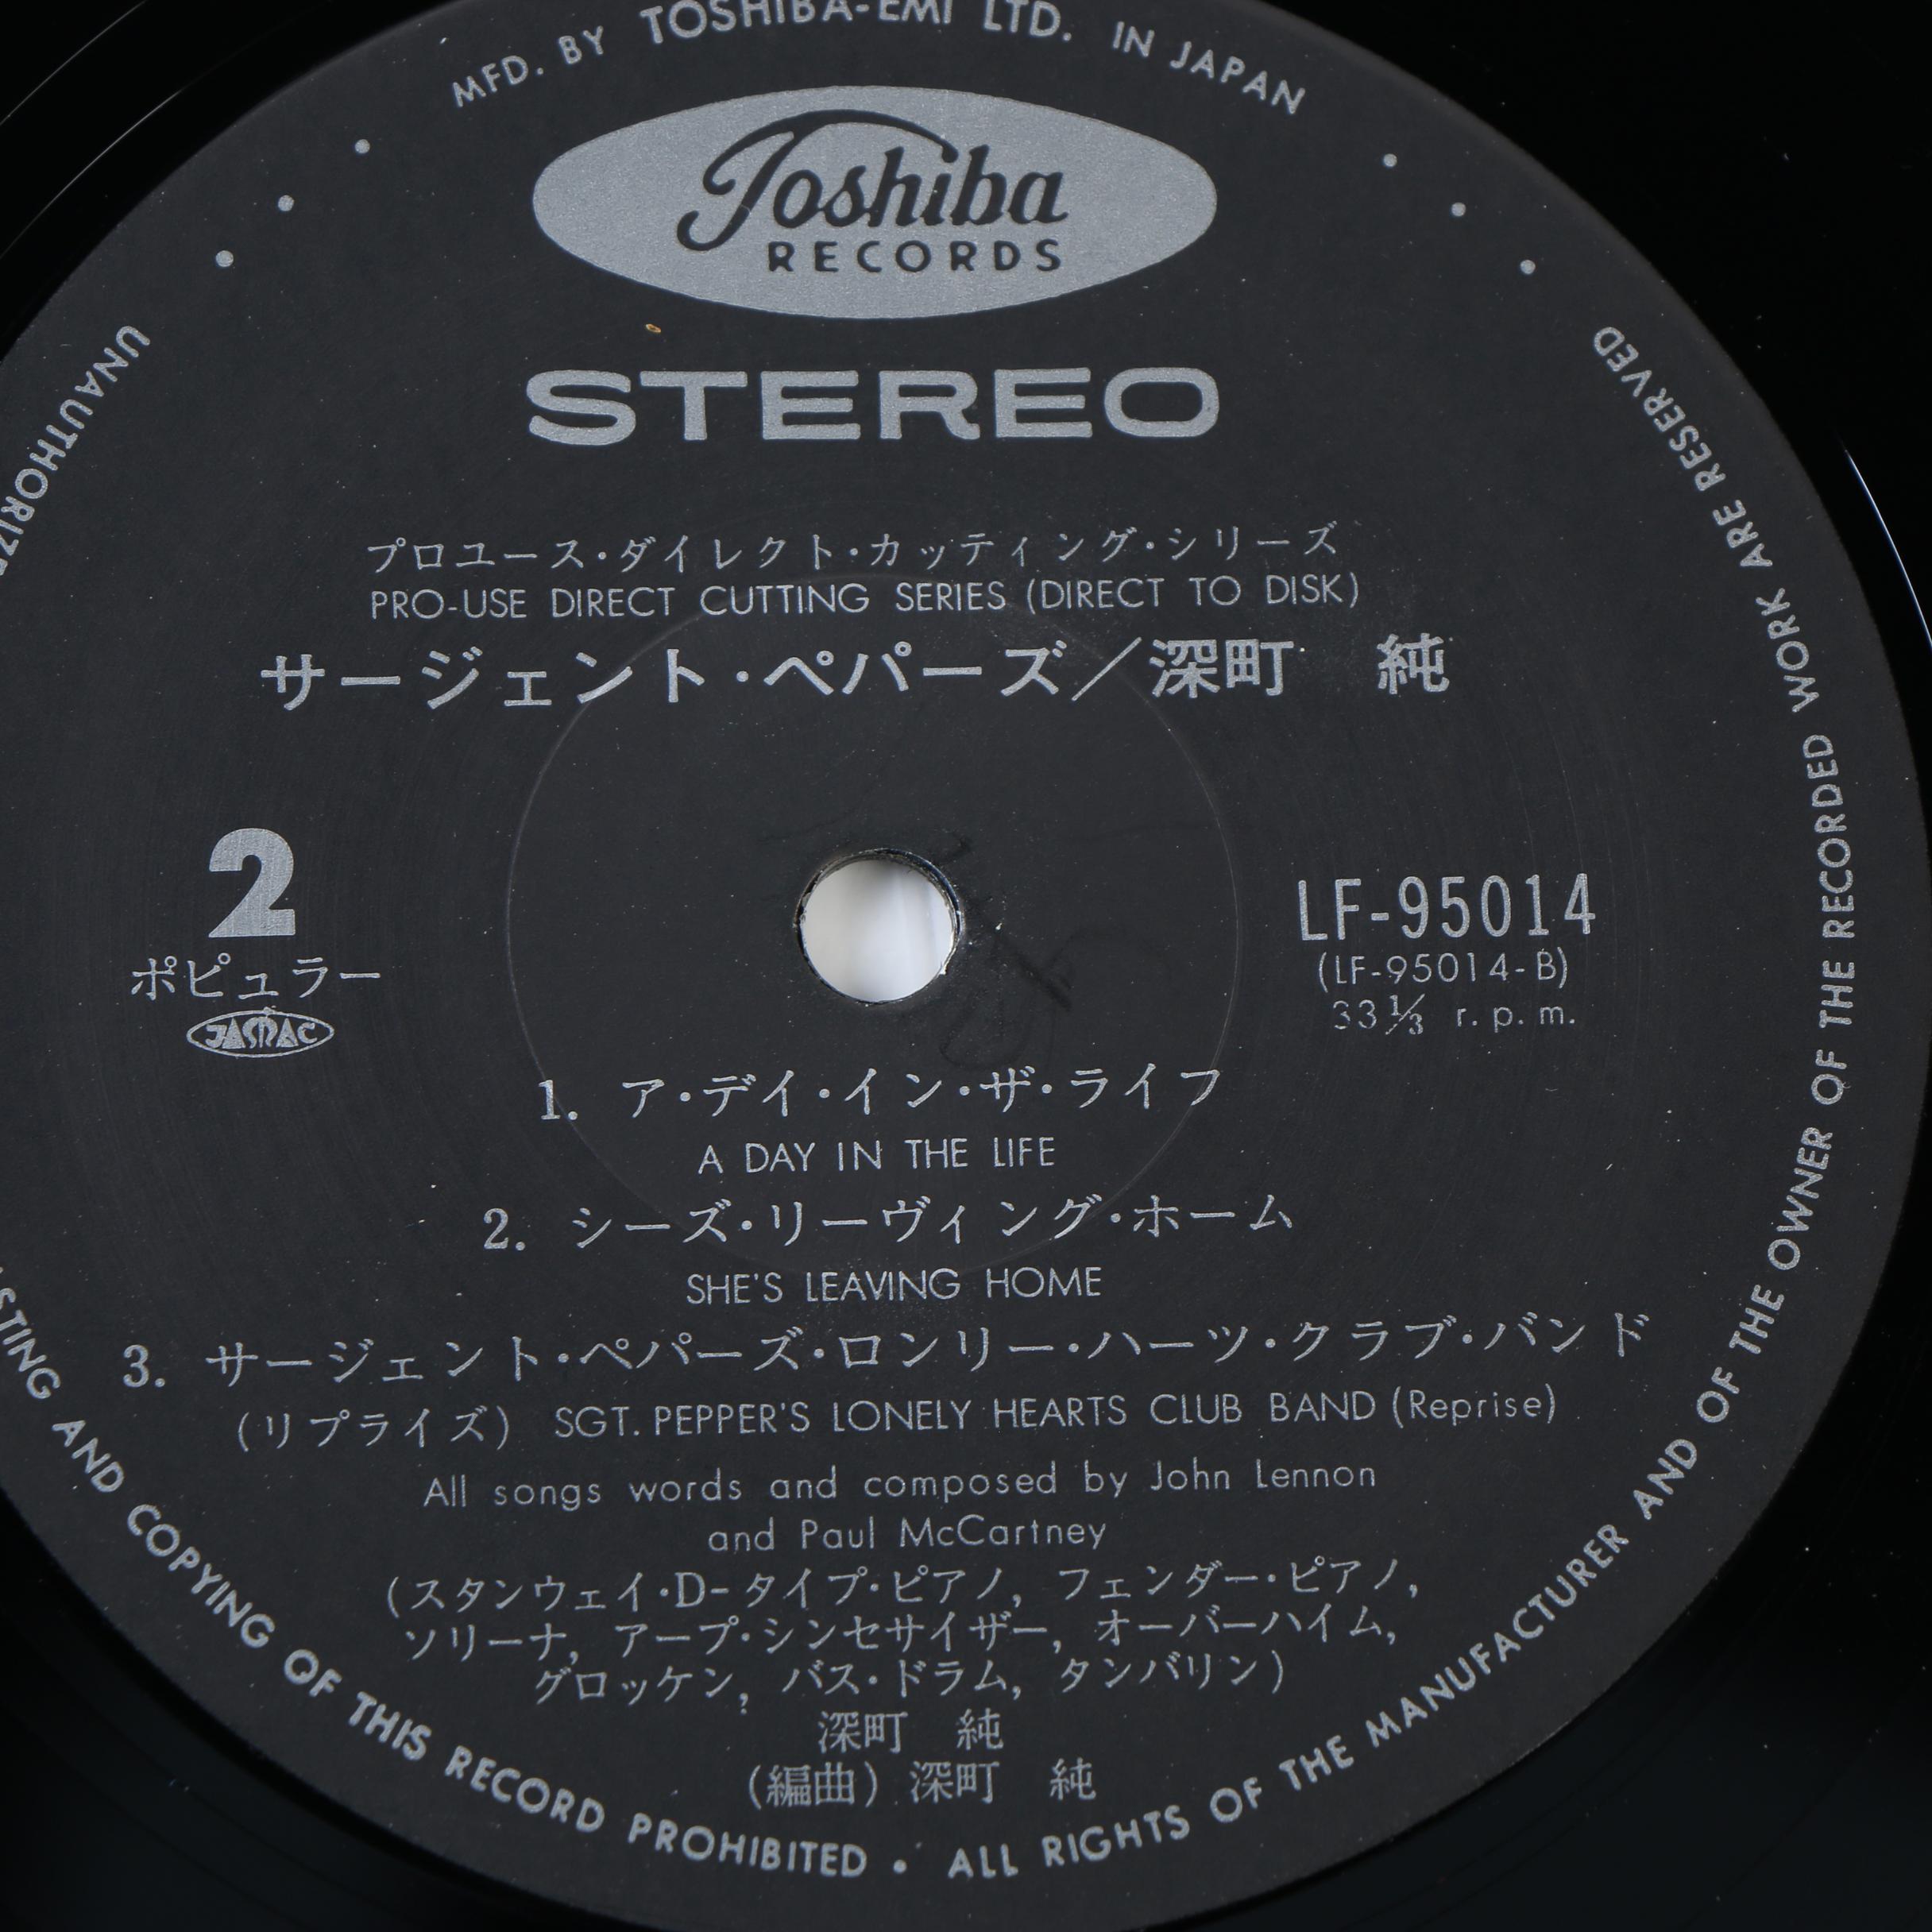 MFD. BY TOSHIBA-EMI LTD. IN JAPAN
Toshiba
RECORDS
STEREO
プロユース・ダイレクト・カッティング・シリーズ
PRO-USE DIRECT CUTTING SERIES (DIRECT TO DISK)
サージェント・ペパーズ／深町 純
2
ポピュラー
JASRAC
LF-95014
(LF-95014-B)
33⅓ r.p.m.
1. ア・デイ・イン・ザ・ライフ
A DAY IN THE LIFE
2. シーズ・リーヴィング・ホーム
SHE'S LEAVING HOME
3. サージェント・ペパーズ・ロンリー・ハーツ・クラブ・バンド
(リプライズ) SGT. PEPPER'S LONELY HEARTS CLUB BAND (Reprise)
All songs words and composed by John Lennon
and Paul McCartney
(スタンウェイ・D-タイプ・ピアノ, フェンダー・ピアノ,
ソリーナ, アープ・シンセサイザー, オーバーハイム,
グロッケン, バス・ドラム, タンバリン)
深町 純
(編曲) 深町 純
AND COPYING OF THIS RECORD PROHIBITED • ALL RIGHTS OF THE MANUFACTURER AND OF THE OWNER OF THE RECORDED WORK ARE RESERVED